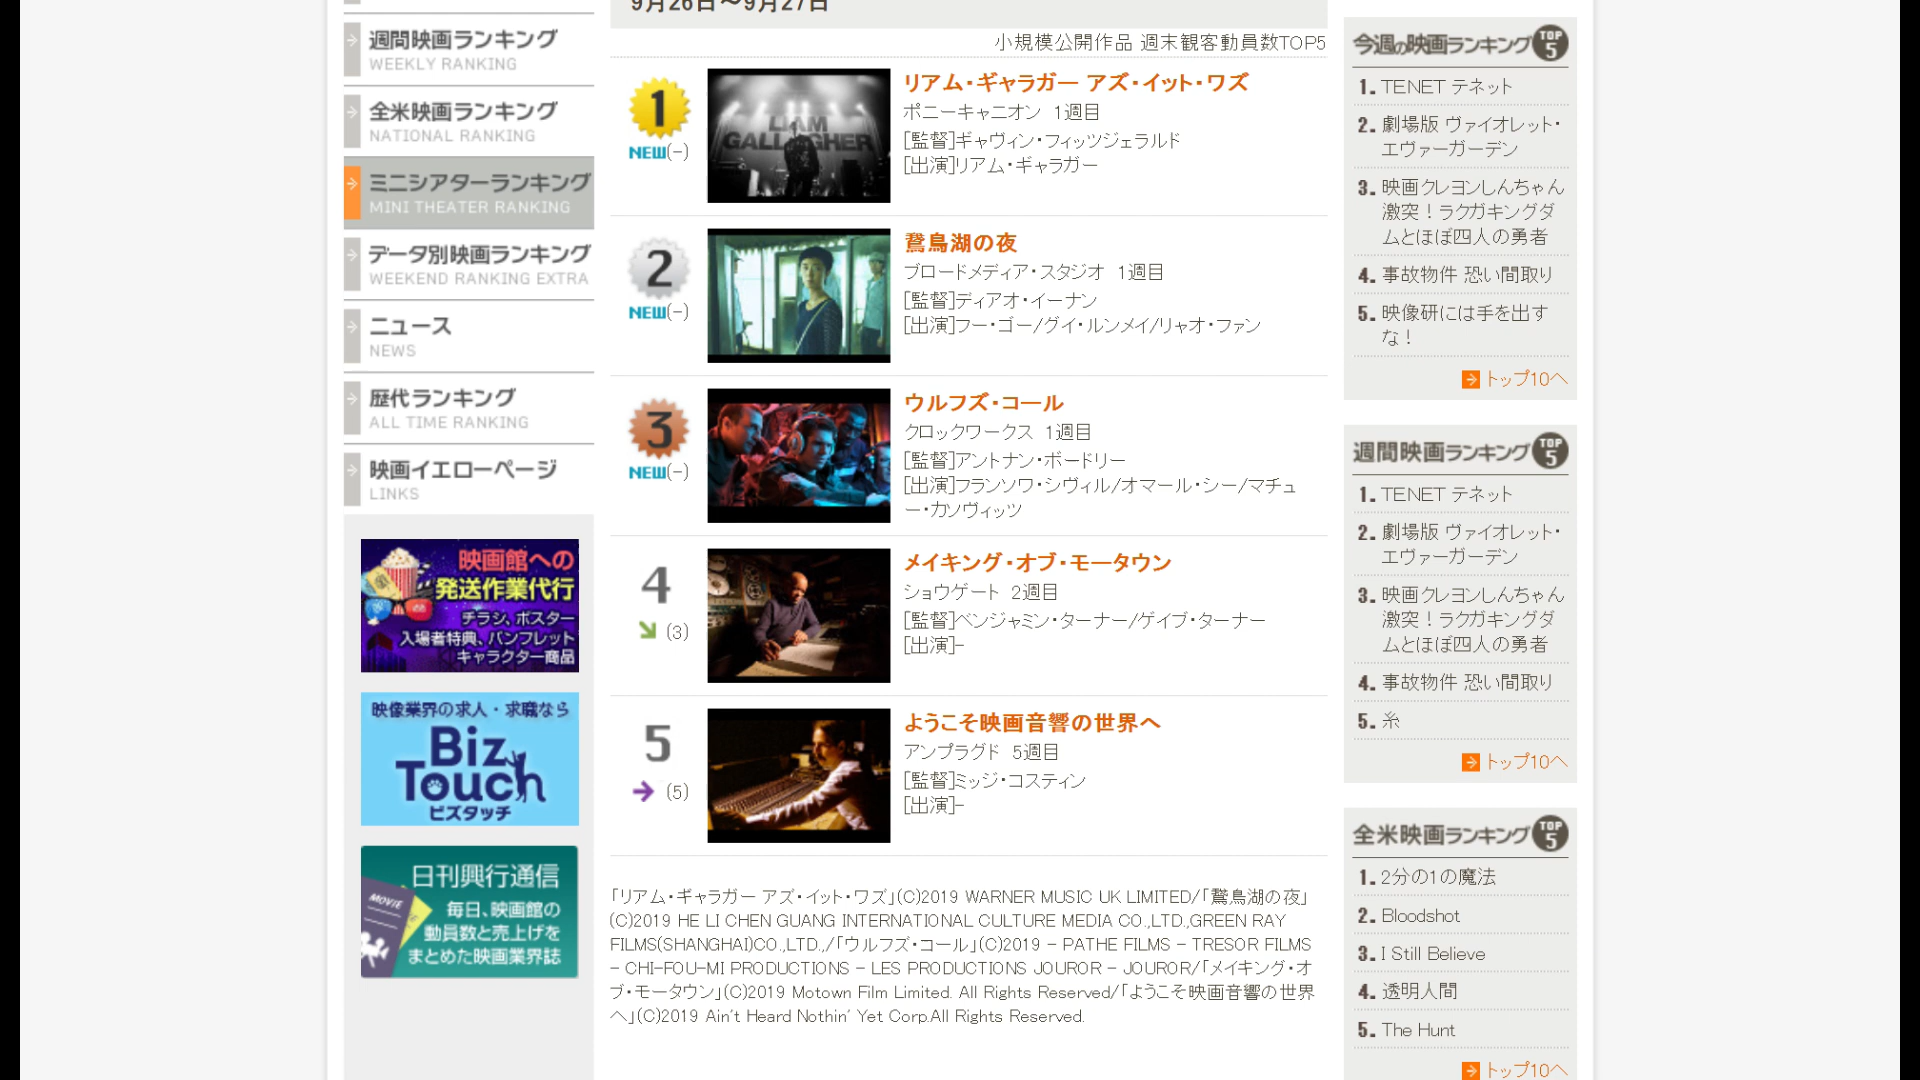 9月26日～9月27日
小規模公開作品 週末観客動員数TOP5
週間映画ランキング
WEEKLY RANKING
全米映画ランキング
NATIONAL RANKING
ミニシアターランキング
MINI THEATER RANKING
データ別映画ランキング
WEEKEND RANKING EXTRA
ニュース
NEWS
歴代ランキング
ALL TIME RANKING
映画イエローページ
LINKS
映画館への
発送作業代行
チラシ、ポスター
入場者特典、パンフレット
キャラクター商品
映像業界の求人・求職なら
Biz
Touch
ビズタッチ
日刊興行通信
MOVIE
毎日、映画館の
動員数と売上げを
まとめた映画業界誌
1
NEW(-)
LIAM
GALLAGHER
リアム・ギャラガー アズ・イット・ワズ
ポニーキャニオン 1週目
[監督]ギャヴィン・フィッツジェラルド
[出演]リアム・ギャラガー
2
NEW(-)
鵞鳥湖の夜
ブロードメディア・スタジオ 1週目
[監督]ディアオ・イーナン
[出演]フー・ゴー/グイ・ルンメイ/リャオ・ファン
3
NEW(-)
ウルフズ・コール
クロックワークス 1週目
[監督]アントナン・ボードリー
[出演]フランソワ・シヴィル/オマール・シー/マチュ
ー・カソヴィッツ
4
(3)
メイキング・オブ・モータウン
ショウゲート 2週目
[監督]ベンジャミン・ターナー/ゲイブ・ターナー
[出演]-
5
(5)
ようこそ映画音響の世界へ
アンプラグド 5週目
[監督]ミッジ・コスティン
[出演]-
「リアム・ギャラガー アズ・イット・ワズ」(C)2019 WARNER MUSIC UK LIMITED/「鵞鳥湖の夜」
(C)2019 HE LI CHEN GUANG INTERNATIONAL CULTURE MEDIA CO.,LTD.,GREEN RAY
FILMS(SHANGHAI)CO.,LTD.,/「ウルフズ・コール」(C)2019 - PATHE FILMS - TRESOR FILMS
- CHI-FOU-MI PRODUCTIONS - LES PRODUCTIONS JOUROR - JOUROR/「メイキング・オ
ブ・モータウン」(C)2019 Motown Film Limited. All Rights Reserved/「ようこそ映画音響の世界
へ」(C)2019 Ain't Heard Nothin' Yet Corp.All Rights Reserved.
今週の映画ランキング TOP 5
1. TENET テネット
2. 劇場版 ヴァイオレット・
エヴァーガーデン
3. 映画クレヨンしんちゃん
激突！ラクガキングダ
ムとほぼ四人の勇者
4. 事故物件 恐い間取り
5. 映像研には手を出す
な！
トップ10へ
週間映画ランキング TOP 5
1. TENET テネット
2. 劇場版 ヴァイオレット・
エヴァーガーデン
3. 映画クレヨンしんちゃん
激突！ラクガキングダ
ムとほぼ四人の勇者
4. 事故物件 恐い間取り
5. 糸
トップ10へ
全米映画ランキング TOP 5
1. 2分の1の魔法
2. Bloodshot
3. I Still Believe
4. 透明人間
5. The Hunt
トップ10へ